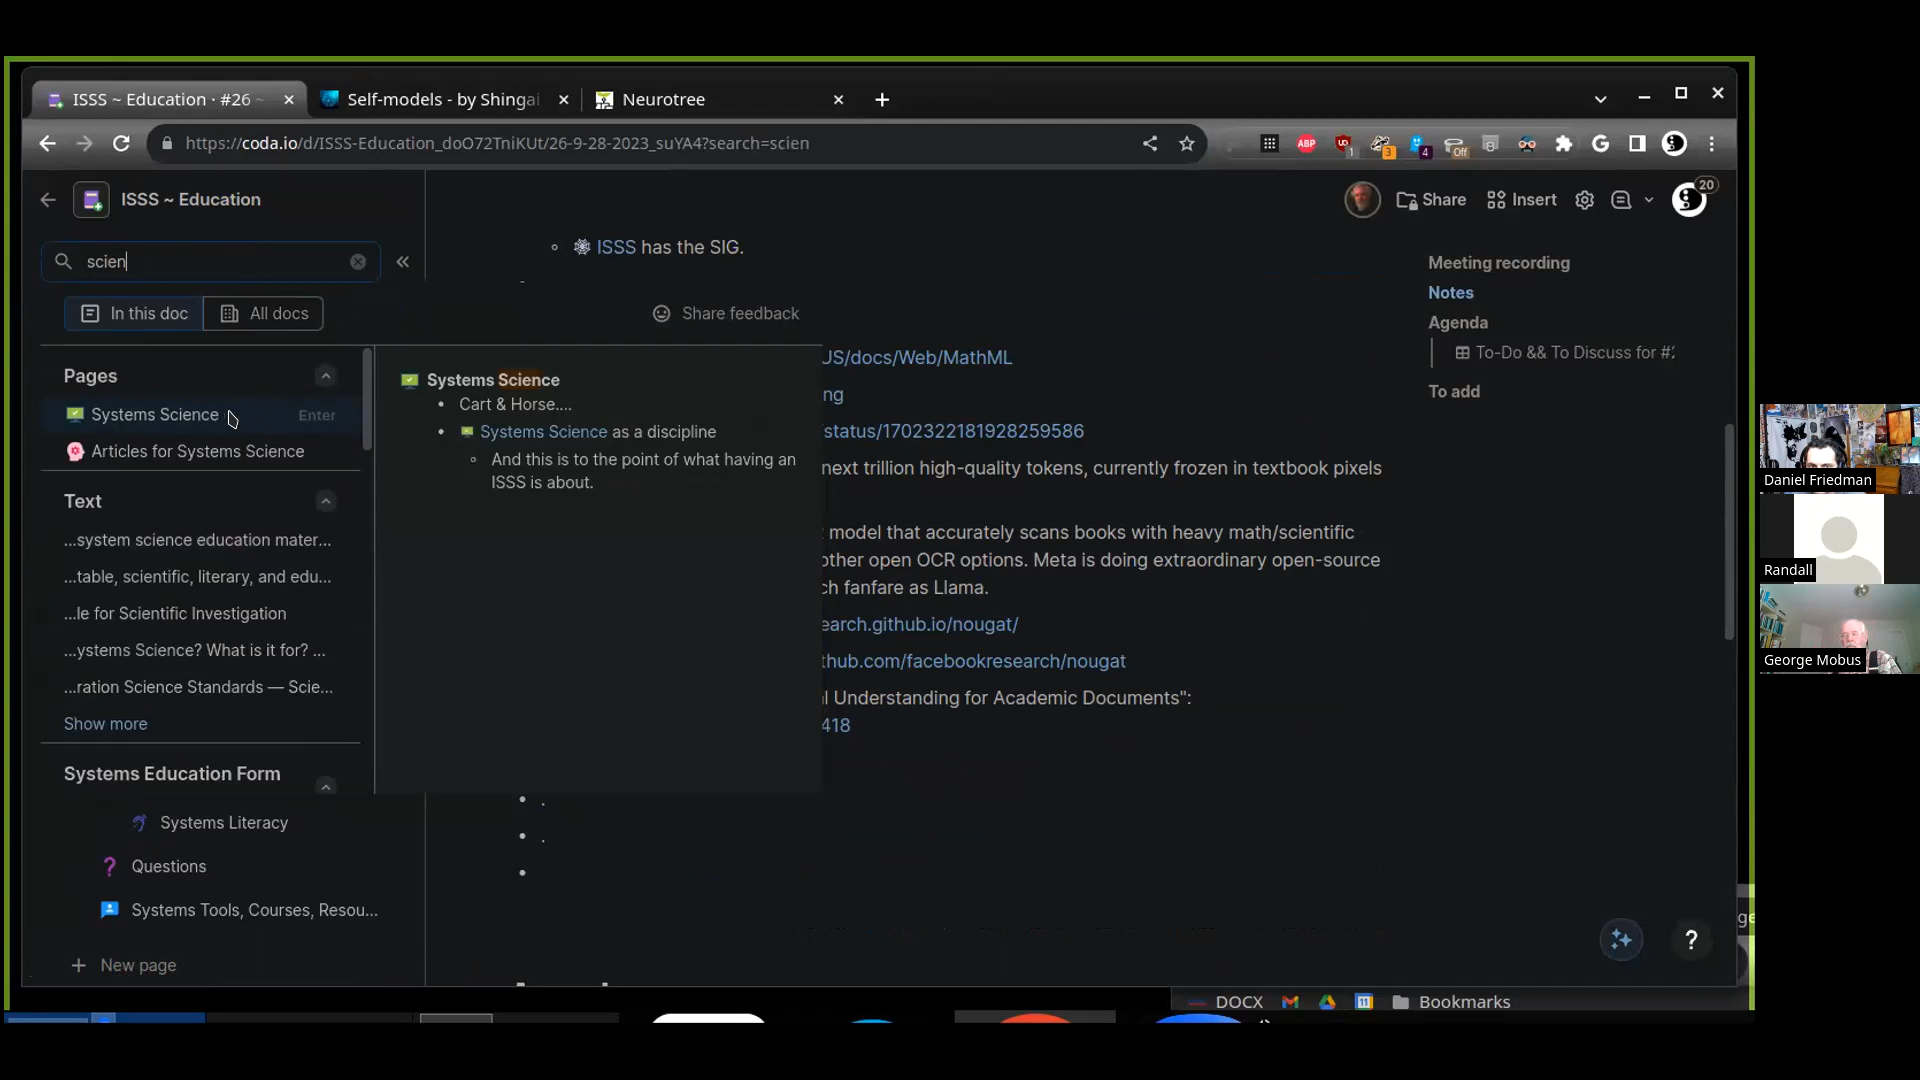 ISSS ~ Education · #26 ~
Self-models - by Shingai
Neurotree
https://coda.io/d/ISSS-Education_doO72TniKUt/26-9-28-2023_suYA4?search=scien
ABP
1
3
4
Off
ISSS ~ Education
Share
Insert
20
scien
ISSS has the SIG.
In this doc
All docs
Share feedback
Pages
Systems Science
Enter
Articles for Systems Science
Text
...system science education mater...
...table, scientific, literary, and edu...
...le for Scientific Investigation
...ystems Science? What is it for? ...
...ration Science Standards — Scie...
Show more
Systems Education Form
Systems Literacy
Questions
Systems Tools, Courses, Resou...
New page
Systems Science
Cart & Horse....
Systems Science as a discipline
And this is to the point of what having an
ISSS is about.
US/docs/Web/MathML
ng
/status/1702322181928259586
next trillion high-quality tokens, currently frozen in textbook pixels
model that accurately scans books with heavy math/scientific
other open OCR options. Meta is doing extraordinary open-source
ch fanfare as Llama.
earch.github.io/nougat/
thub.com/facebookresearch/nougat
l Understanding for Academic Documents":
418
Meeting recording
Notes
Agenda
To-Do && To Discuss for #2
To add
?
ge
DOCX
Bookmarks
Daniel Friedman
Randall
George Mobus